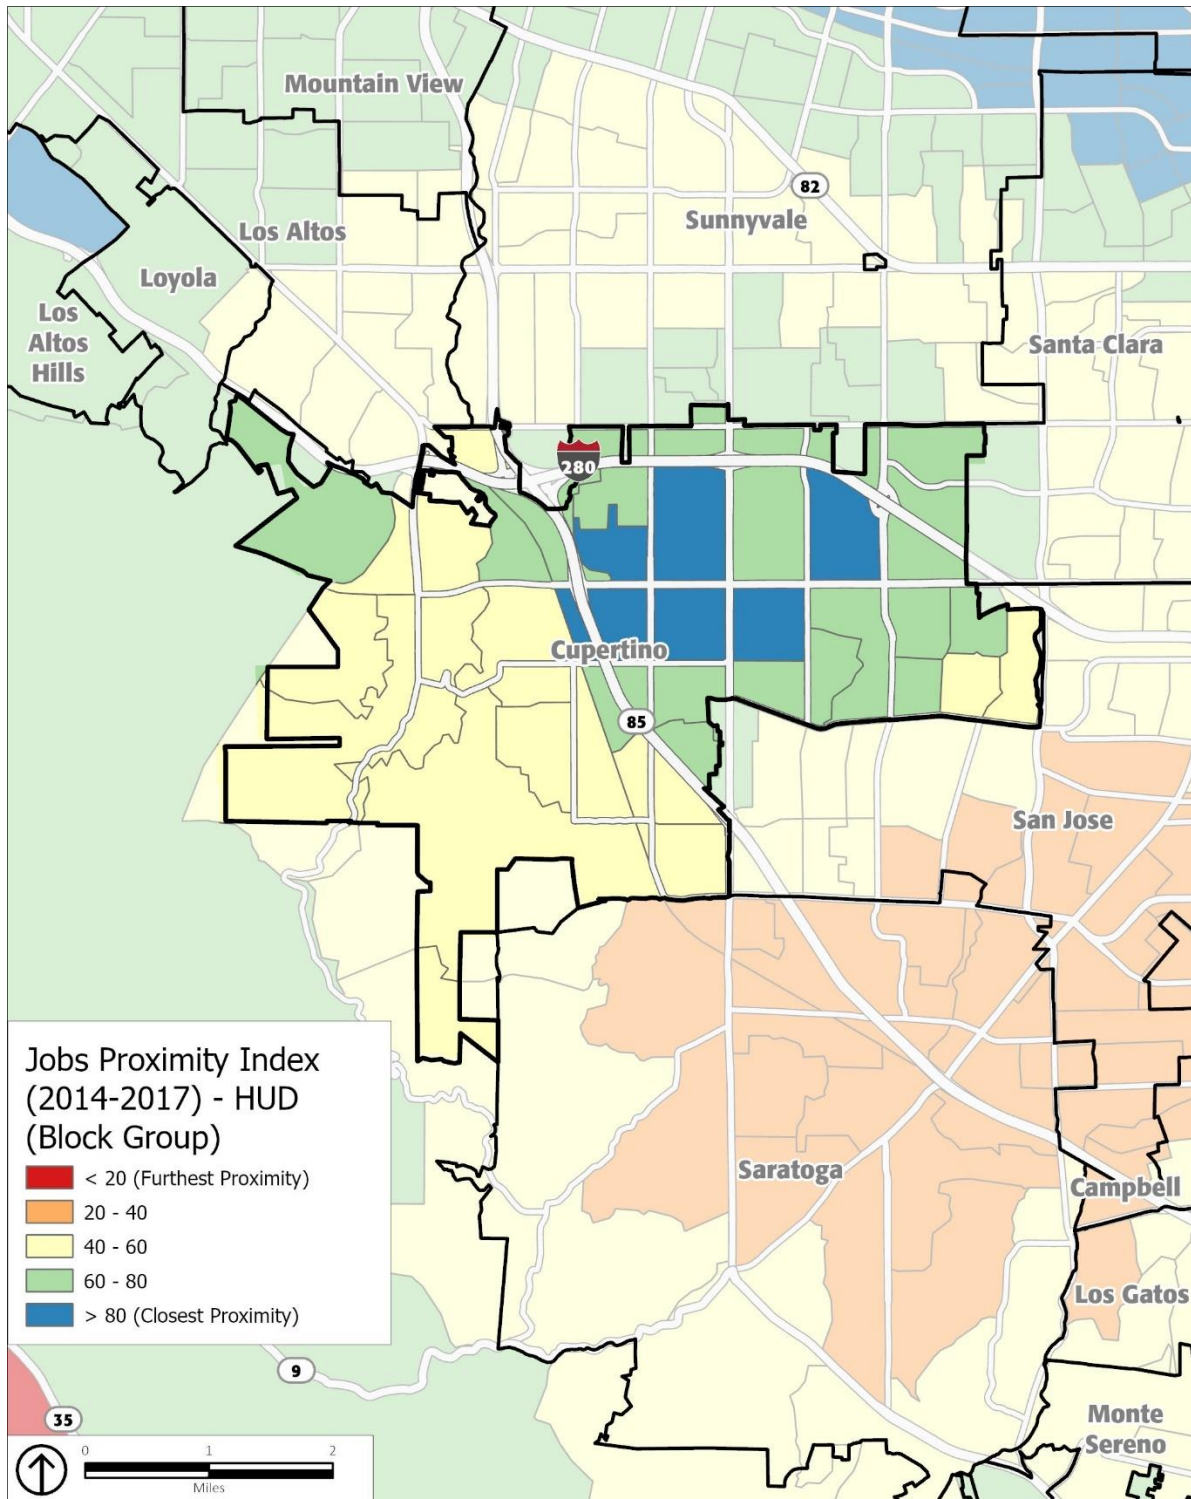 Mountain View
82
Sunnyvale
Los Altos
Loyola
Los
Altos
Hills
Santa Clara
280
Cupertino
85
San Jose
Jobs Proximity Index
(2014-2017) - HUD
(Block Group)
< 20 (Furthest Proximity)
20 - 40
40 - 60
60 - 80
> 80 (Closest Proximity)
Saratoga
Campbell
Los Gatos
9
35
Monte
Sereno
0 1 2
Miles